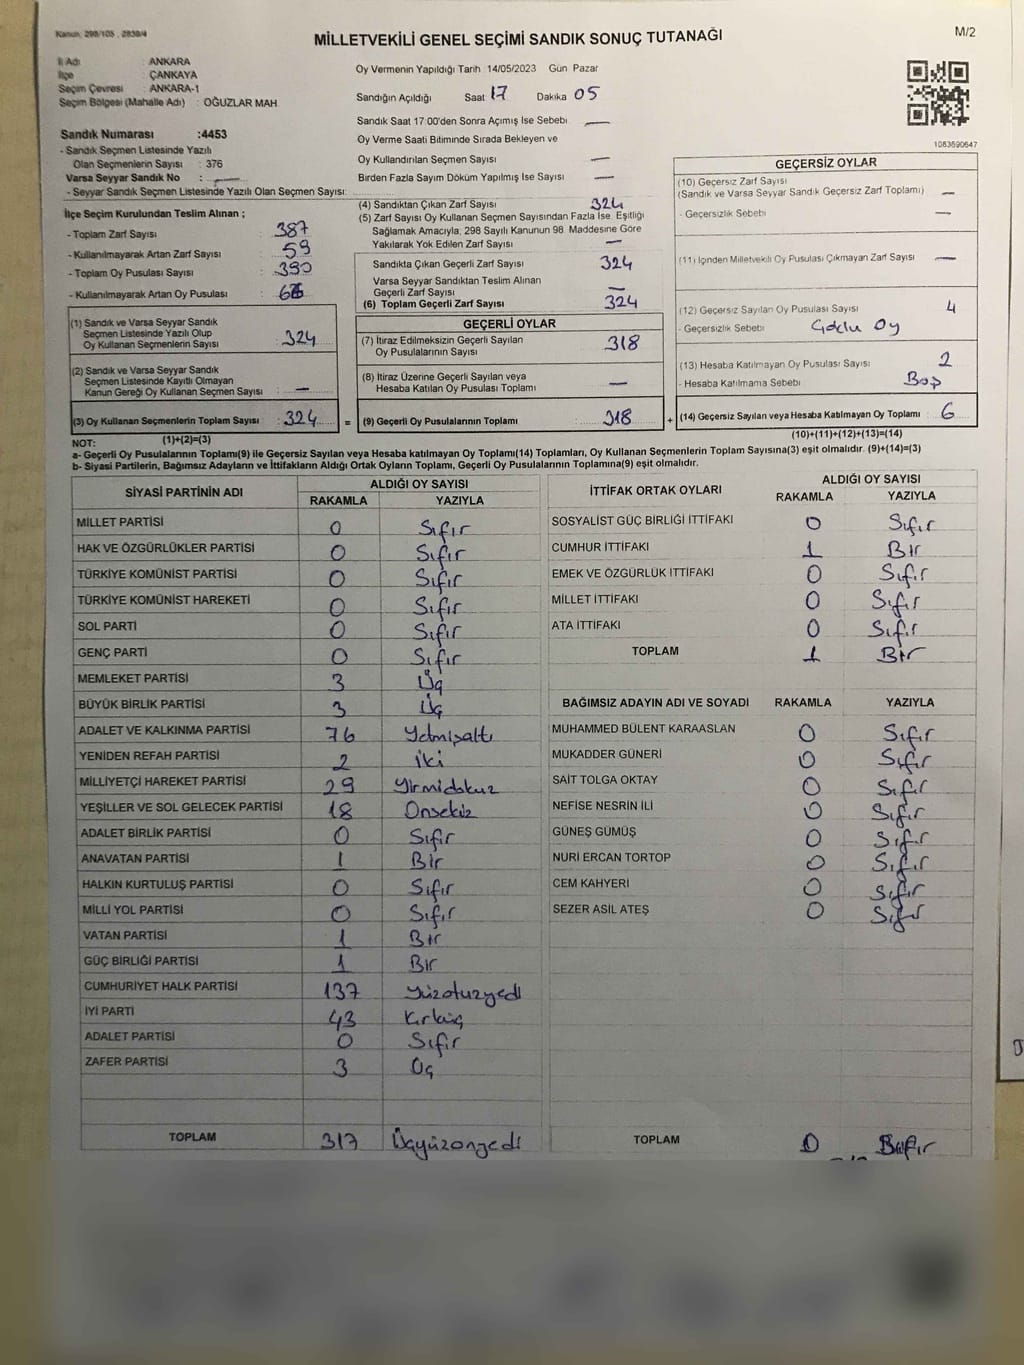 Kanun, 298/105 , 2839/4
MİLLETVEKİLİ GENEL SEÇİMİ SANDIK SONUÇ TUTANAĞI
M/2
İl Adı : ANKARA
İlçe : ÇANKAYA
Seçim Çevresi : ANKARA-1
Seçim Bölgesi (Mahalle Adı) : OĞUZLAR MAH
Sandık Numarası :4453
- Sandık Seçmen Listesinde Yazılı
Olan Seçmenlerin Sayısı : 376
Varsa Seyyar Sandık No :
- Seyyar Sandık Seçmen Listesinde Yazılı Olan Seçmen Sayısı:
Oy Vermenin Yapıldığı Tarih 14/05/2023 Gün Pazar
Sandığın Açıldığı Saat 17 Dakika 05
Sandık Saat 17:00'den Sonra Açımış İse Sebebi —
Oy Verme Saati Bitiminde Sırada Bekleyen ve
Oy Kullandırılan Seçmen Sayısı —
Birden Fazla Sayım Döküm Yapılmış İse Sayısı —
1083590647
İlçe Seçim Kurulundan Teslim Alınan ;
- Toplam Zarf Sayısı : 387
- Kullanılmayarak Artan Zarf Sayısı : 59
- Toplam Oy Pusulası Sayısı : 390
- Kullanılmayarak Artan Oy Pusulası :
(4) Sandıktan Çıkan Zarf Sayısı 324
(5) Zarf Sayısı Oy Kullanan Seçmen Sayısından Fazla İse, Eşitliği
Sağlamak Amacıyla, 298 Sayılı Kanunun 98. Maddesine Göre
Yakılarak Yok Edilen Zarf Sayısı —
Sandıkta Çıkan Geçerli Zarf Sayısı 324
Varsa Seyyar Sandıktan Teslim Alınan
Geçerli Zarf Sayısı —
(6) Toplam Geçerli Zarf Sayısı 324
GEÇERSİZ OYLAR
(10) Geçersiz Zarf Sayısı
(Sandık ve Varsa Seyyar Sandık Geçersiz Zarf Toplamı) —
- Geçersizlik Sebebi —
(11) İçinden Milletvekili Oy Pusulası Çıkmayan Zarf Sayısı —
(12) Geçersiz Sayılan Oy Pusulası Sayısı 4
- Geçersizlik Sebebi Çoklu Oy
(13) Hesaba Katılmayan Oy Pusulası Sayısı 2
- Hesaba Katılmama Sebebi Boş
(14) Geçersiz Sayılan veya Hesaba Katılmayan Oy Toplamı : 6
(10)+(11)+(12)+(13)=(14)
(1) Sandık ve Varsa Seyyar Sandık
Seçmen Listesinde Yazılı Olup
Oy Kullanan Seçmenlerin Sayısı : 324
(2) Sandık ve Varsa Seyyar Sandık
Seçmen Listesinde Kayıtlı Olmayan
Kanun Gereği Oy Kullanan Seçmen Sayısı : —
(3) Oy Kullanan Seçmenlerin Toplam Sayısı : 324 =
(1)+(2)=(3)
GEÇERLİ OYLAR
(7) İtiraz Edilmeksizin Geçerli Sayılan
Oy Pusulalarının Sayısı 318
(8) İtiraz Üzerine Geçerli Sayılan veya
Hesaba Katılan Oy Pusulası Toplamı —
(9) Geçerli Oy Pusulalarının Toplamı : 318 +
NOT:
a- Geçerli Oy Pusulalarının Toplamı(9) ile Geçersiz Sayılan veya Hesaba katılmayan Oy Toplamı(14) Toplamları, Oy Kullanan Seçmenlerin Toplam Sayısına(3) eşit olmalıdır. (9)+(14)=(3)
b- Siyasi Partilerin, Bağımsız Adayların ve İttifakların Aldığı Ortak Oyların Toplamı, Geçerli Oy Pusulalarının Toplamına(9) eşit olmalıdır.
SİYASİ PARTİNİN ADI
ALDIĞI OY SAYISI
RAKAMLA YAZIYLA
MİLLET PARTİSİ 0 Sıfır
HAK VE ÖZGÜRLÜKLER PARTİSİ 0 Sıfır
TÜRKİYE KOMÜNİST PARTİSİ 0 Sıfır
TÜRKİYE KOMÜNİST HAREKETİ 0 Sıfır
SOL PARTİ 0 Sıfır
GENÇ PARTİ 0 Sıfır
MEMLEKET PARTİSİ 3 Üç
BÜYÜK BİRLİK PARTİSİ 3 Üç
ADALET VE KALKINMA PARTİSİ 76 Yetmişaltı
YENİDEN REFAH PARTİSİ 2 İki
MİLLİYETÇİ HAREKET PARTİSİ 29 Yirmidokuz
YEŞİLLER VE SOL GELECEK PARTİSİ 18 Onsekiz
ADALET BİRLİK PARTİSİ 0 Sıfır
ANAVATAN PARTİSİ 1 Bir
HALKIN KURTULUŞ PARTİSİ 0 Sıfır
MİLLİ YOL PARTİSİ 0 Sıfır
VATAN PARTİSİ 1 Bir
GÜÇ BİRLİĞİ PARTİSİ 1 Bir
CUMHURİYET HALK PARTİSİ 137 Yüzotuzyedi
İYİ PARTİ 43 Kırküç
ADALET PARTİSİ 0 Sıfır
ZAFER PARTİSİ 3 Üç
TOPLAM 317 Üçyüzonyedi
İTTİFAK ORTAK OYLARI
ALDIĞI OY SAYISI
RAKAMLA YAZIYLA
SOSYALİST GÜÇ BİRLİĞİ İTTİFAKI 0 Sıfır
CUMHUR İTTİFAKI 1 Bir
EMEK VE ÖZGÜRLÜK İTTİFAKI 0 Sıfır
MİLLET İTTİFAKI 0 Sıfır
ATA İTTİFAKI 0 Sıfır
TOPLAM 1 Bir
BAĞIMSIZ ADAYIN ADI VE SOYADI RAKAMLA YAZIYLA
MUHAMMED BÜLENT KARAASLAN 0 Sıfır
MUKADDER GÜNERİ 0 Sıfır
SAİT TOLGA OKTAY 0 Sıfır
NEFİSE NESRİN İLİ 0 Sıfır
GÜNEŞ GÜMÜŞ 0 Sıfır
NURİ ERCAN TORTOP 0 Sıfır
CEM KAHYERİ 0 Sıfır
SEZER ASIL ATEŞ 0 Sıfır
TOPLAM 0